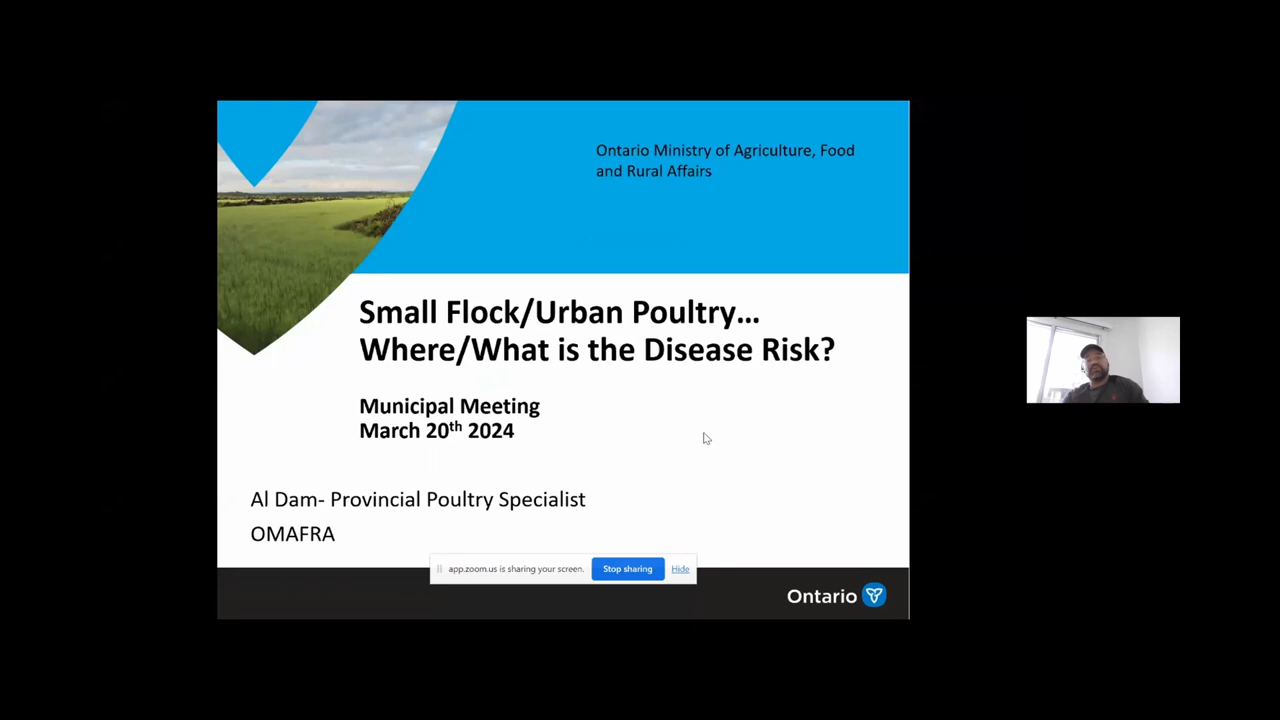 Ontario Ministry of Agriculture, Food
and Rural Affairs
Small Flock/Urban Poultry…
Where/What is the Disease Risk?
Municipal Meeting
March 20th 2024
Al Dam- Provincial Poultry Specialist
OMAFRA
app.zoom.us is sharing your screen. Stop sharing Hide
Ontario